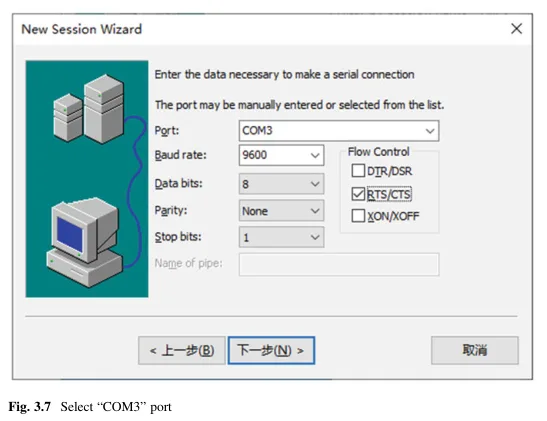 New Session Wizard
Enter the data necessary to make a serial connection
The port may be manually entered or selected from the list.
Port: COM3
Baud rate: 9600
Flow Control
DTR/DSR
Data bits: 8
RTS/CTS
Parity: None
XON/XOFF
Stop bits: 1
Name of pipe:
< 上一步(B) 下一步(N) > 取消
Fig. 3.7 Select “COM3” port